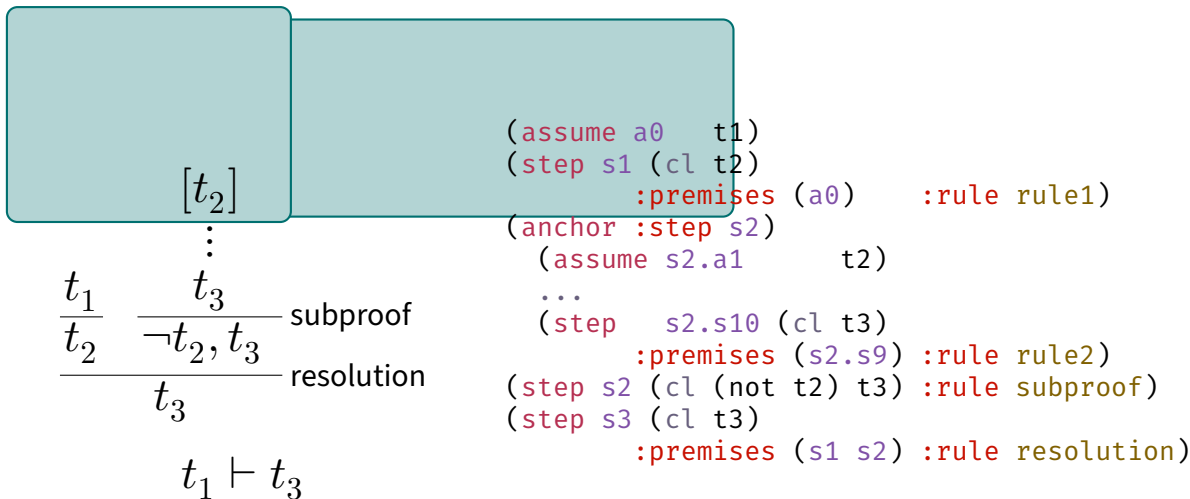 [t₂]
⋮
t₁ t₃ subproof
t₂ ¬t₂, t₃ resolution
t₃
t₁ ⊢ t₃
(assume a0   t1)
(step s1 (cl t2)
        :premises (a0)     :rule rule1)
(anchor :step s2)
  (assume s2.a1       t2)
  ...
  (step   s2.s10 (cl t3)
        :premises (s2.s9) :rule rule2)
(step s2 (cl (not t2) t3) :rule subproof)
(step s3 (cl t3)
        :premises (s1 s2) :rule resolution)